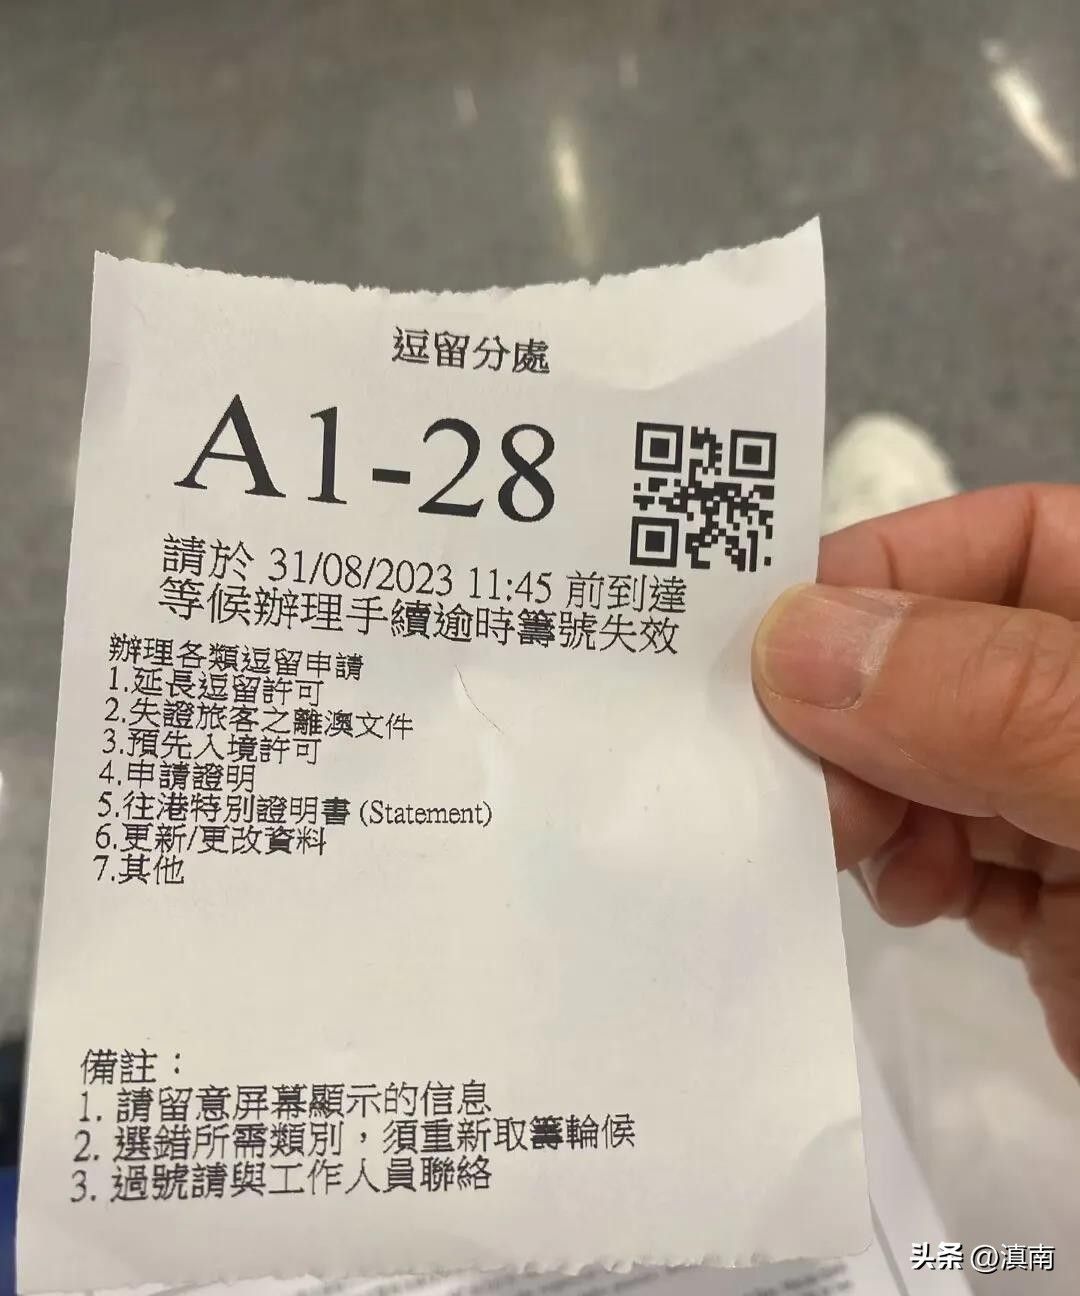 逗留分處
A1-28
請於 31/08/2023 11:45 前到達
等候辦理手續逾時籌號失效
辦理各類逗留申請
1.延長逗留許可
2.失證旅客之離澳文件
3.預先入境許可
4.申請證明
5.往港特別證明書 (Statement)
6.更新/更改資料
7.其他
備註：
1. 請留意屏幕顯示的信息
2. 選錯所需類別，須重新取籌輪候
3. 過號請與工作人員聯絡
头条 @滇南